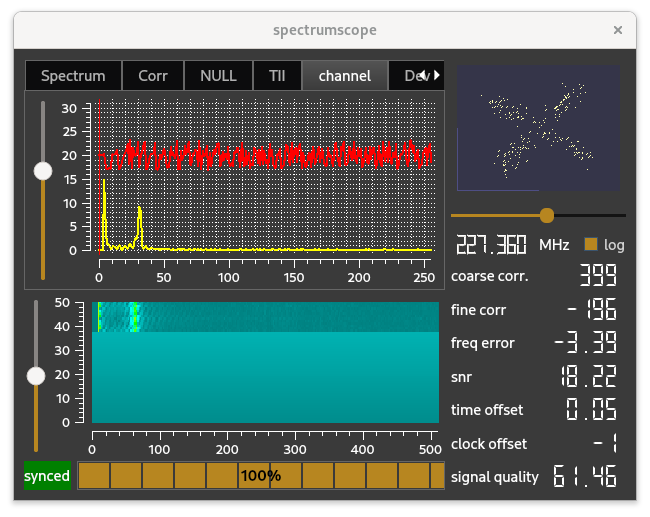 spectrumscope ×
Spectrum Corr NULL TII channel Dev
30
25
20
15
10
5
0
0 50 100 150 200 250
227.360 MHz log
coarse corr. 399
fine corr -196
freq error -3.39
snr 18.22
time offset 0.05
clock offset -1
signal quality 61.46
50
40
30
20
10
0
0 100 200 300 400 500
synced 100%